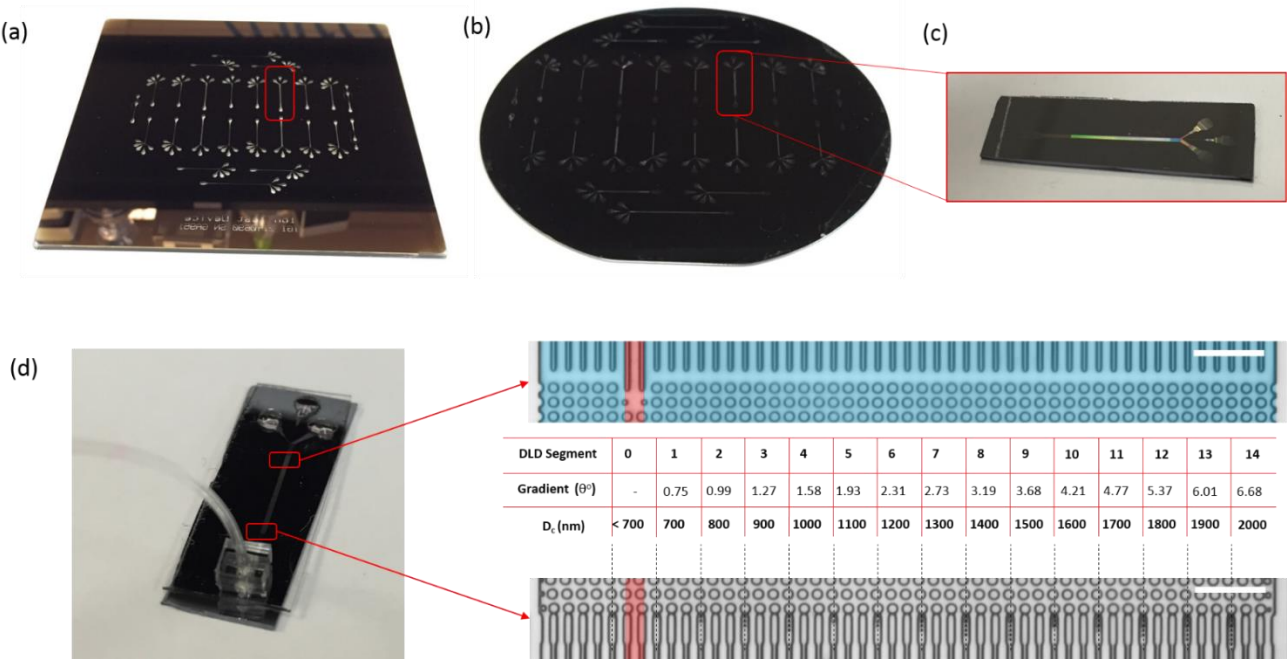 (a)
(b)
(c)
(d)
DLD Segment 0 1 2 3 4 5 6 7 8 9 10 11 12 13 14
Gradient (θ°) - 0.75 0.99 1.27 1.58 1.93 2.31 2.73 3.19 3.68 4.21 4.77 5.37 6.01 6.68
Dc (nm) < 700 700 800 900 1000 1100 1200 1300 1400 1500 1600 1700 1800 1900 2000